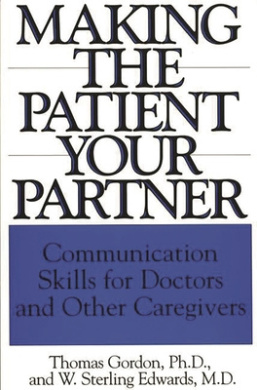 MAKING
THE
PATIENT
YOUR
PARTNER
Communication
Skills for Doctors
and Other Caregivers
Thomas Gordon, Ph.D.,
and W. Sterling Edwards, M.D.